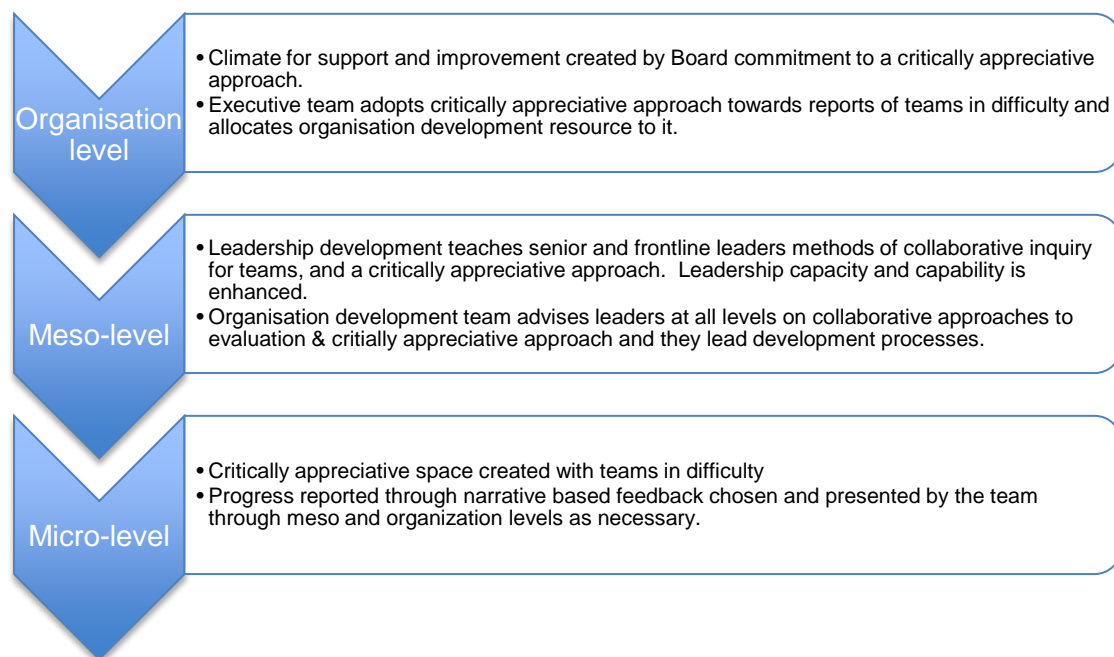 Organisation
level
• Climate for support and improvement created by Board commitment to a critically appreciative
approach.
• Executive team adopts critically appreciative approach towards reports of teams in difficulty and
allocates organisation development resource to it.
Meso-level
• Leadership development teaches senior and frontline leaders methods of collaborative inquiry
for teams, and a critically appreciative approach.  Leadership capacity and capability is
enhanced.
• Organisation development team advises leaders at all levels on collaborative approaches to
evaluation & critially appreciative approach and they lead development processes.
Micro-level
• Critically appreciative space created with teams in difficulty
• Progress reported through narrative based feedback chosen and presented by the team
through meso and organization levels as necessary.